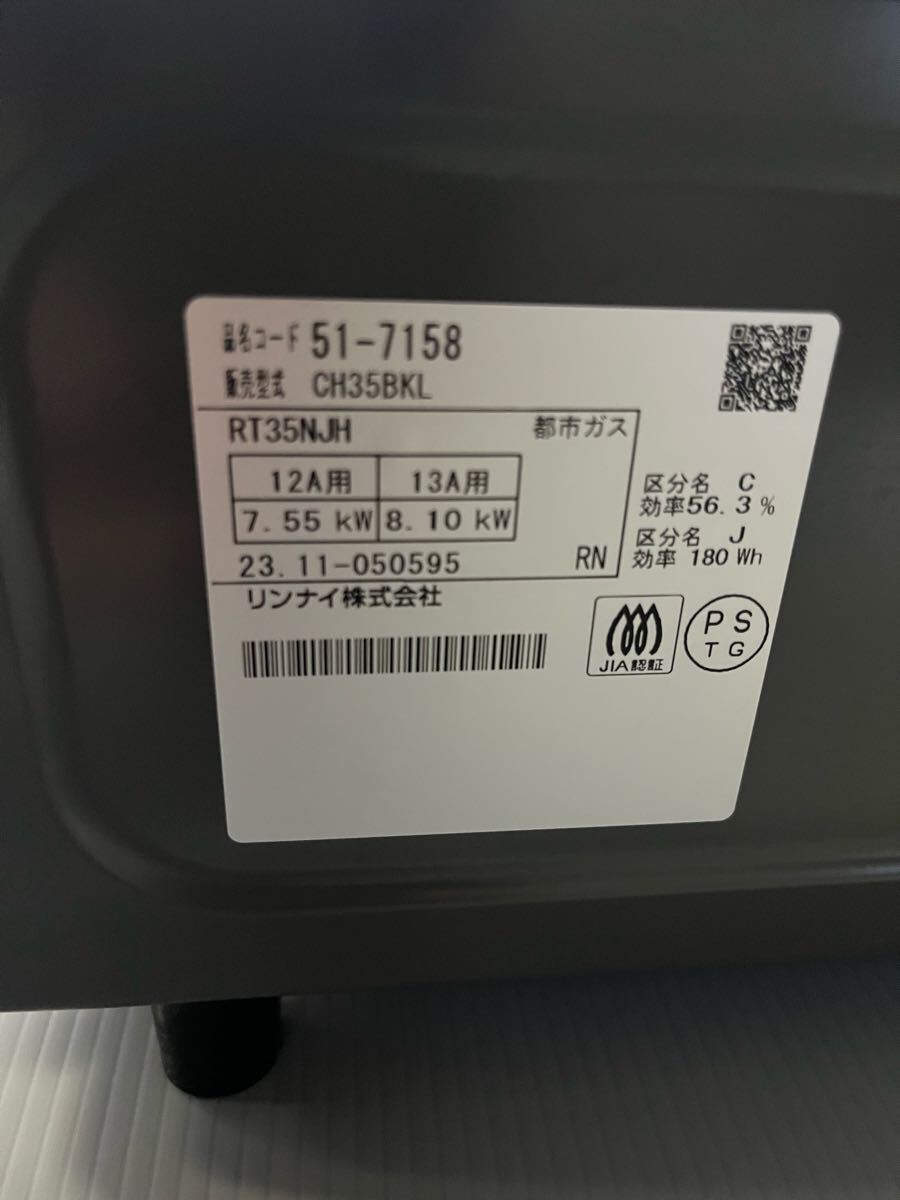 品名コード 51-7158
販売型式 CH35BKL
RT35NJH 都市ガス
12A用 13A用
7.55 kW 8.10 kW
23.11-050595 RN
リンナイ株式会社
区分名 C
効率56.3%
区分名 J
効率 180 Wh
JIA認証
PS
TG